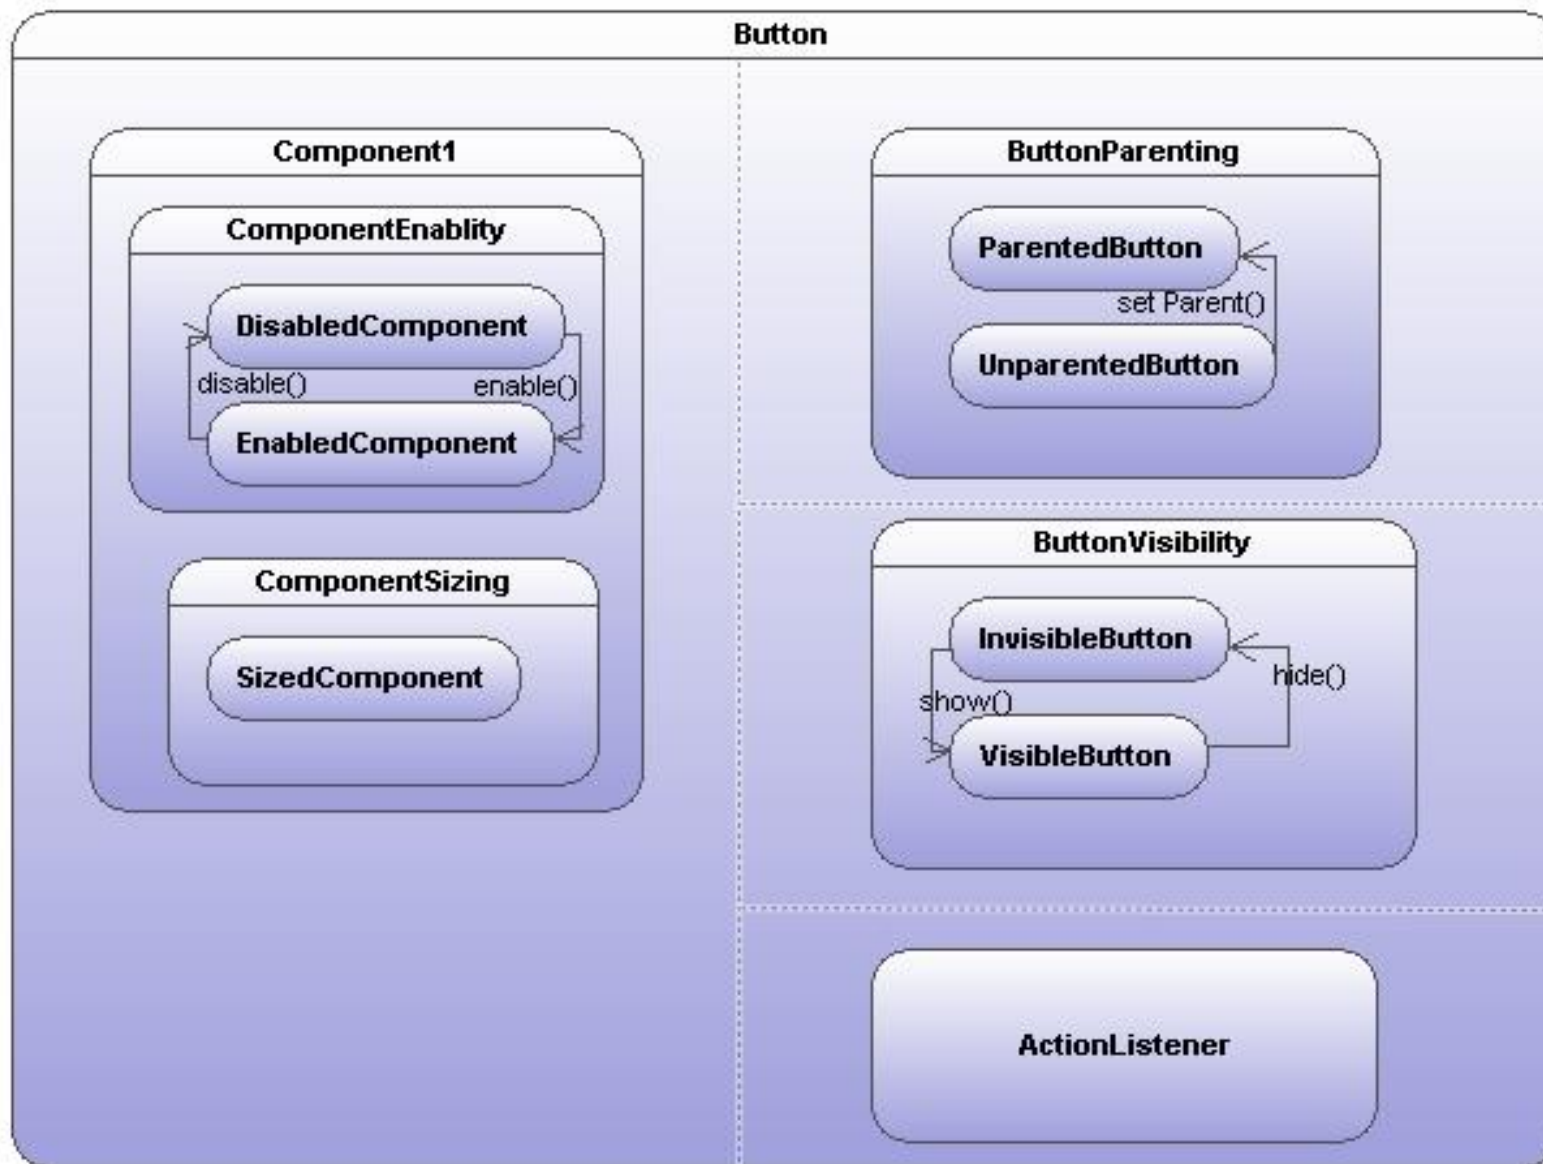 Button
Component1
ComponentEnablity
DisabledComponent
disable()
enable()
EnabledComponent
ComponentSizing
SizedComponent
ButtonParenting
ParentedButton
set Parent()
UnparentedButton
ButtonVisibility
InvisibleButton
hide()
show()
VisibleButton
ActionListener